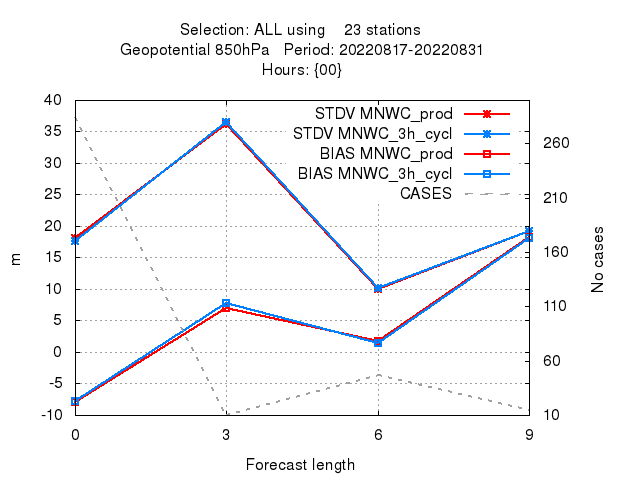 Selection: ALL using    23 stations
Geopotential 850hPa   Period: 20220817-20220831
Hours: {00}
STDV MNWC_prod
STDV MNWC_3h_cycl
BIAS MNWC_prod
BIAS MNWC_3h_cycl
CASES
40
35
30
25
20
15
10
5
0
-5
-10
m
260
210
160
110
60
10
No cases
0 3 6 9
Forecast length